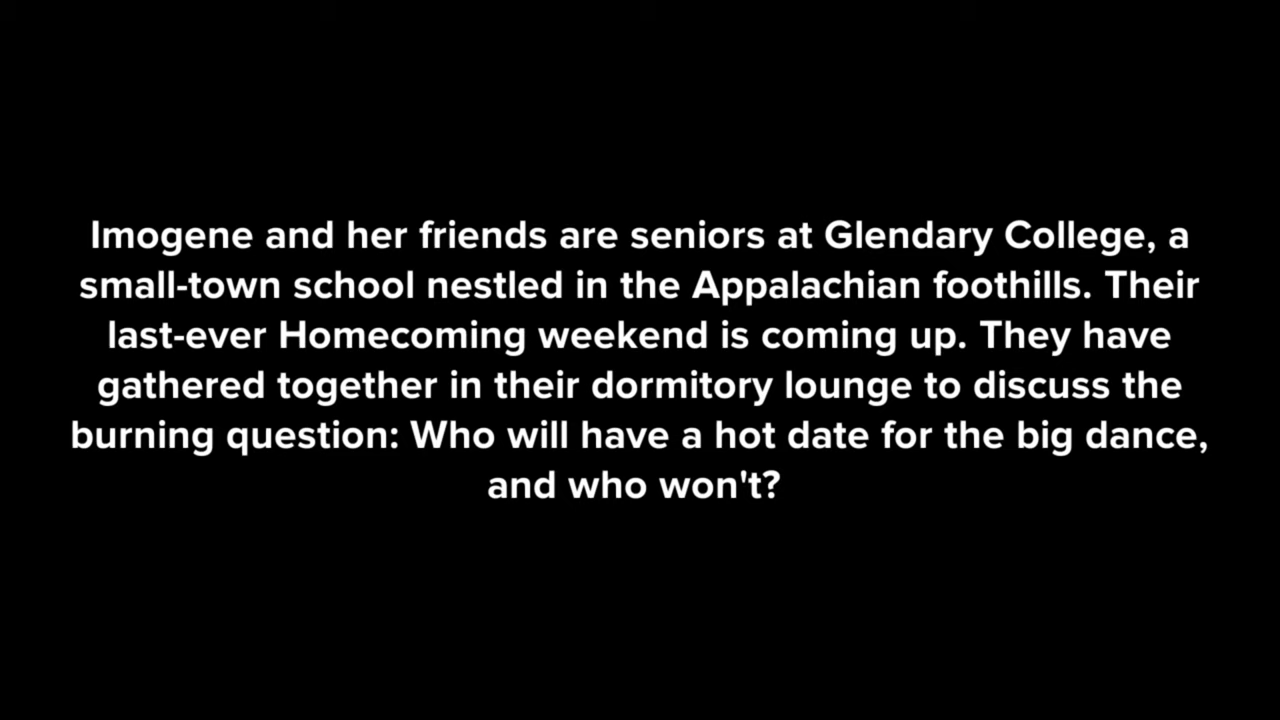 Imogene and her friends are seniors at Glendary College, a
small-town school nestled in the Appalachian foothills. Their
last-ever Homecoming weekend is coming up. They have
gathered together in their dormitory lounge to discuss the
burning question: Who will have a hot date for the big dance,
and who won't?